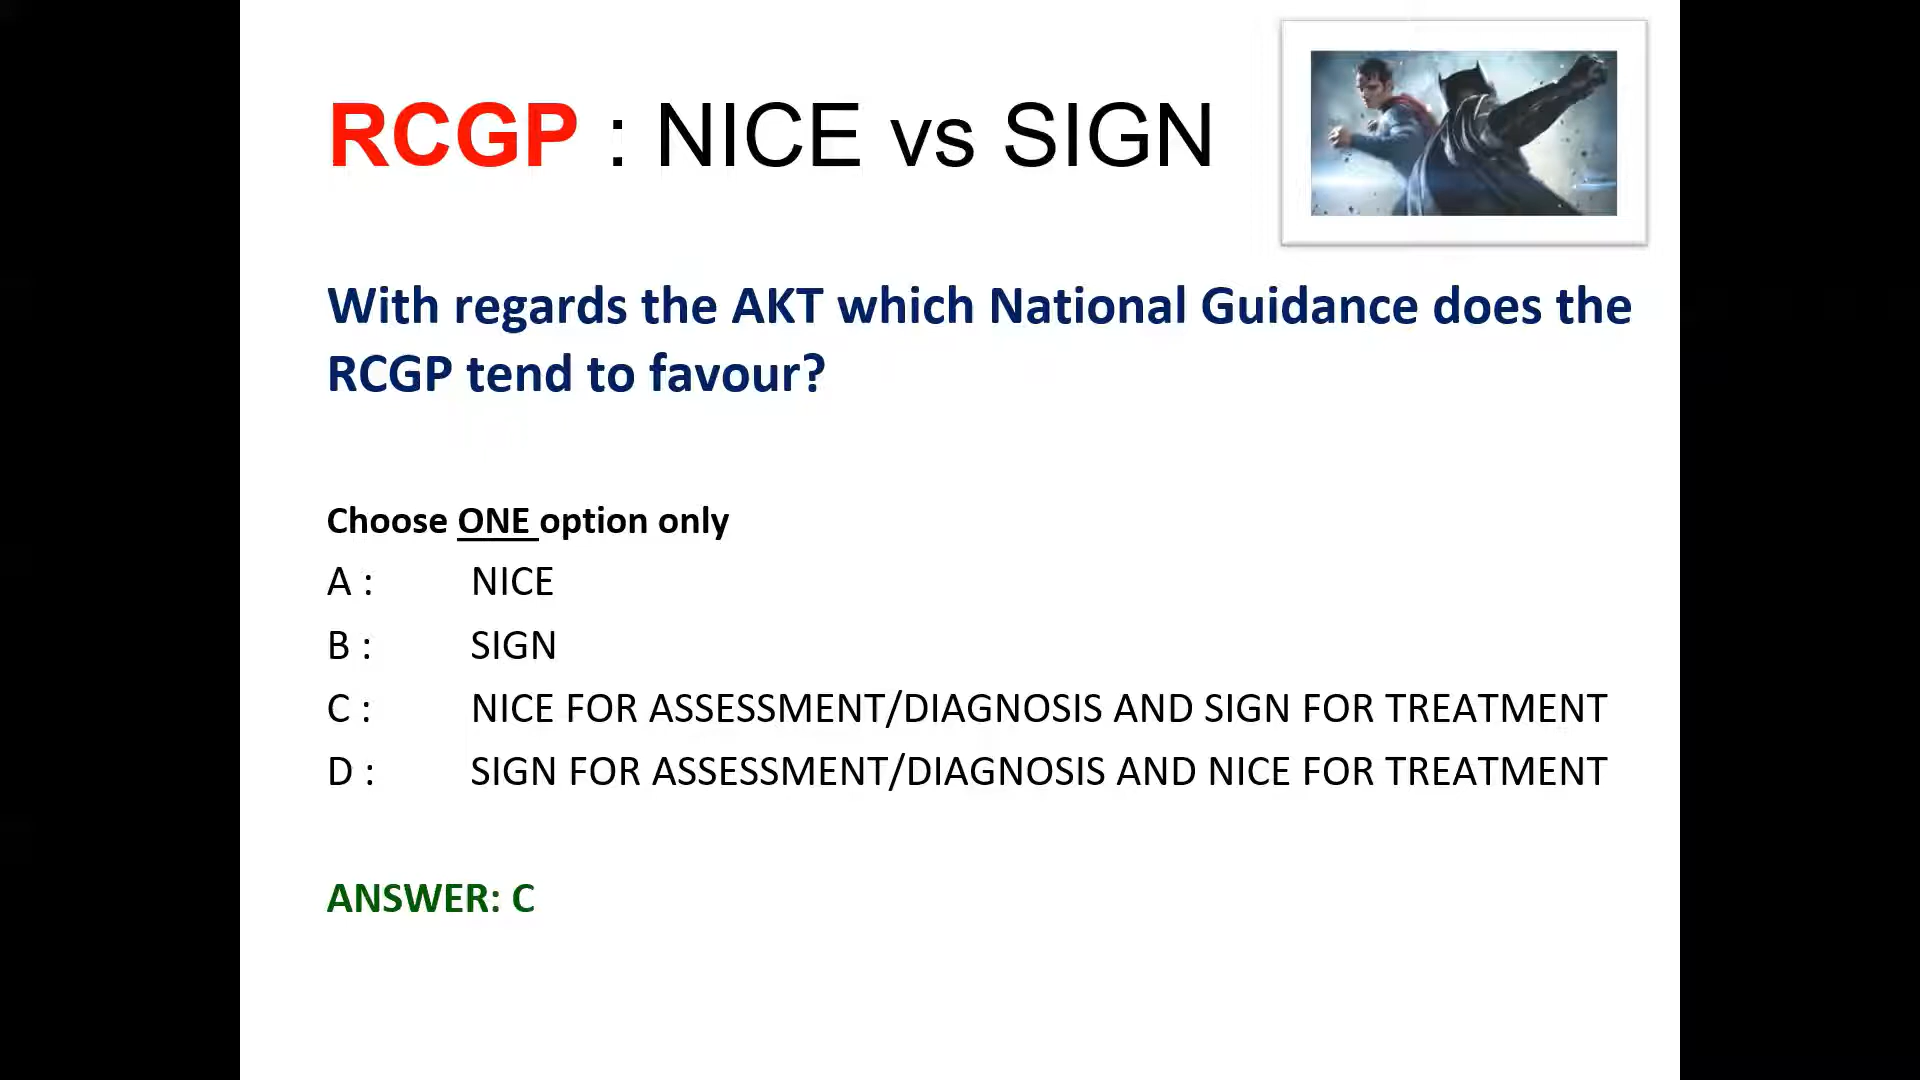 RCGP : NICE vs SIGN
With regards the AKT which National Guidance does the
RCGP tend to favour?
Choose ONE option only
A : NICE
B : SIGN
C : NICE FOR ASSESSMENT/DIAGNOSIS AND SIGN FOR TREATMENT
D : SIGN FOR ASSESSMENT/DIAGNOSIS AND NICE FOR TREATMENT
ANSWER: C